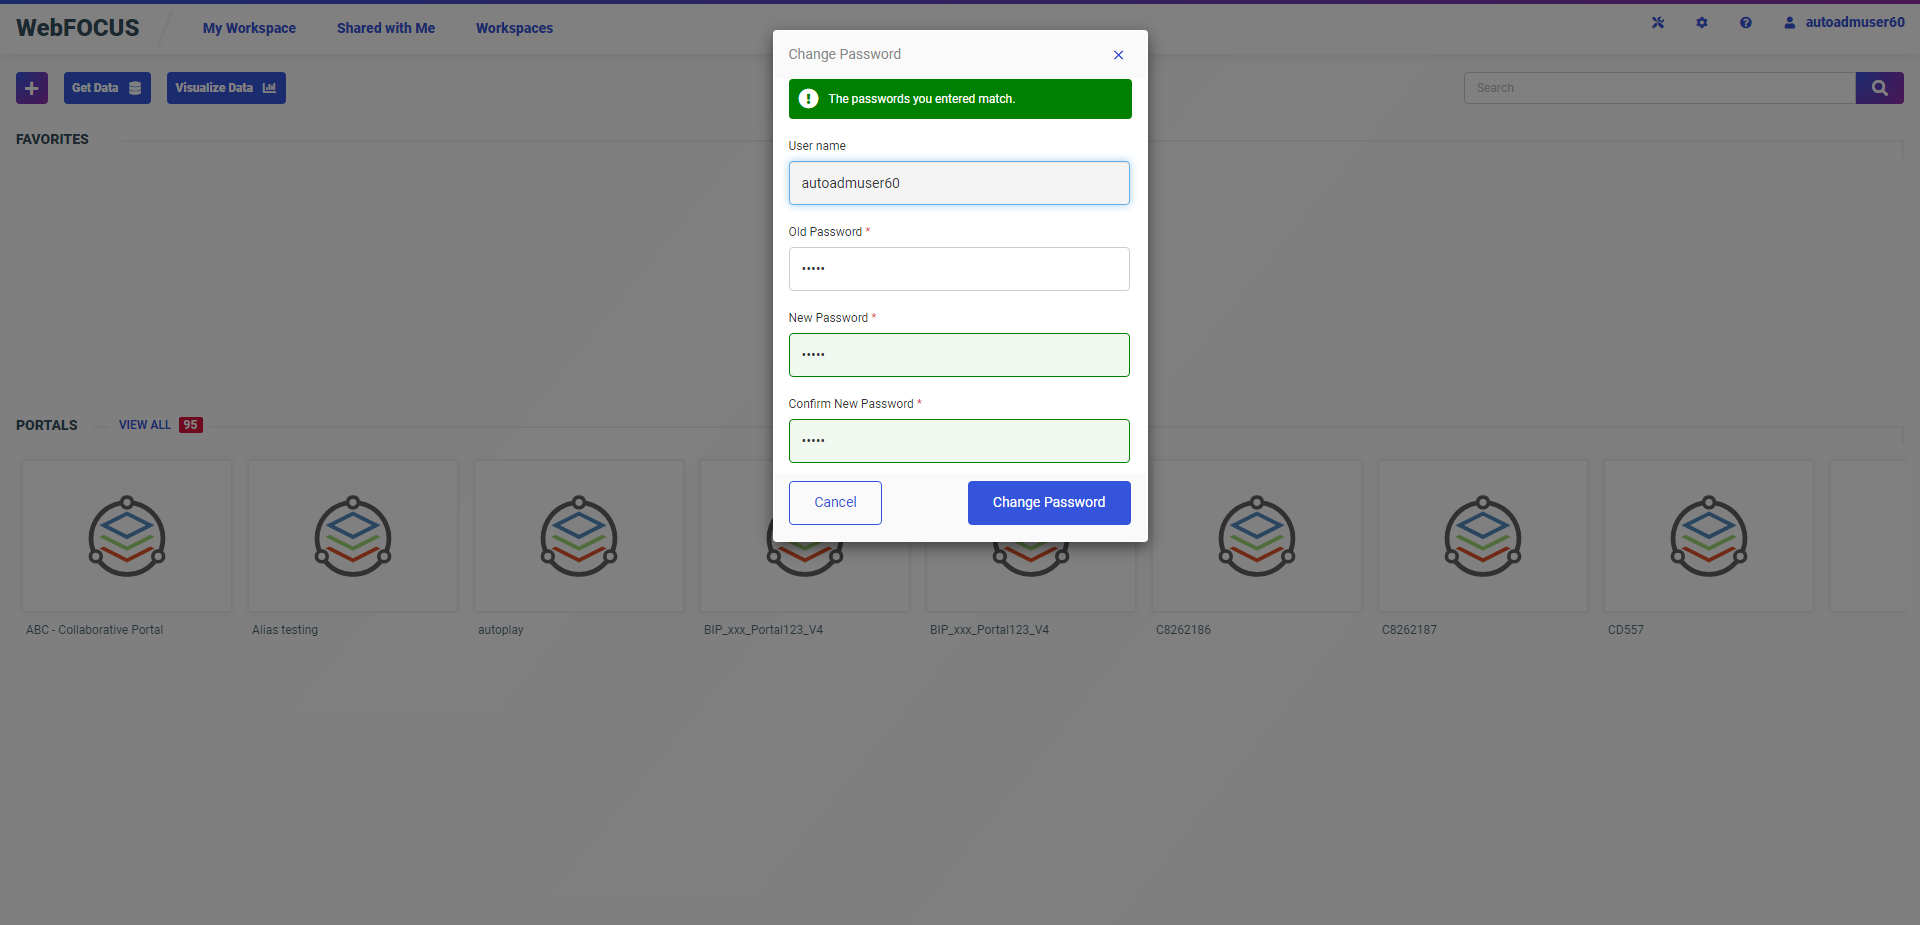 WebFOCUS
My Workspace
Shared with Me
Workspaces
autoadmuser60
Get Data
Visualize Data
Search
FAVORITES
Change Password
The passwords you entered match.
User name
autoadmuser60
Old Password *
•••••
New Password *
•••••
Confirm New Password *
•••••
Cancel
Change Password
PORTALS
VIEW ALL 95
ABC - Collaborative Portal
Alias testing
autoplay
BIP_xxx_Portal123_V4
BIP_xxx_Portal123_V4
C8262186
C8262187
CD557